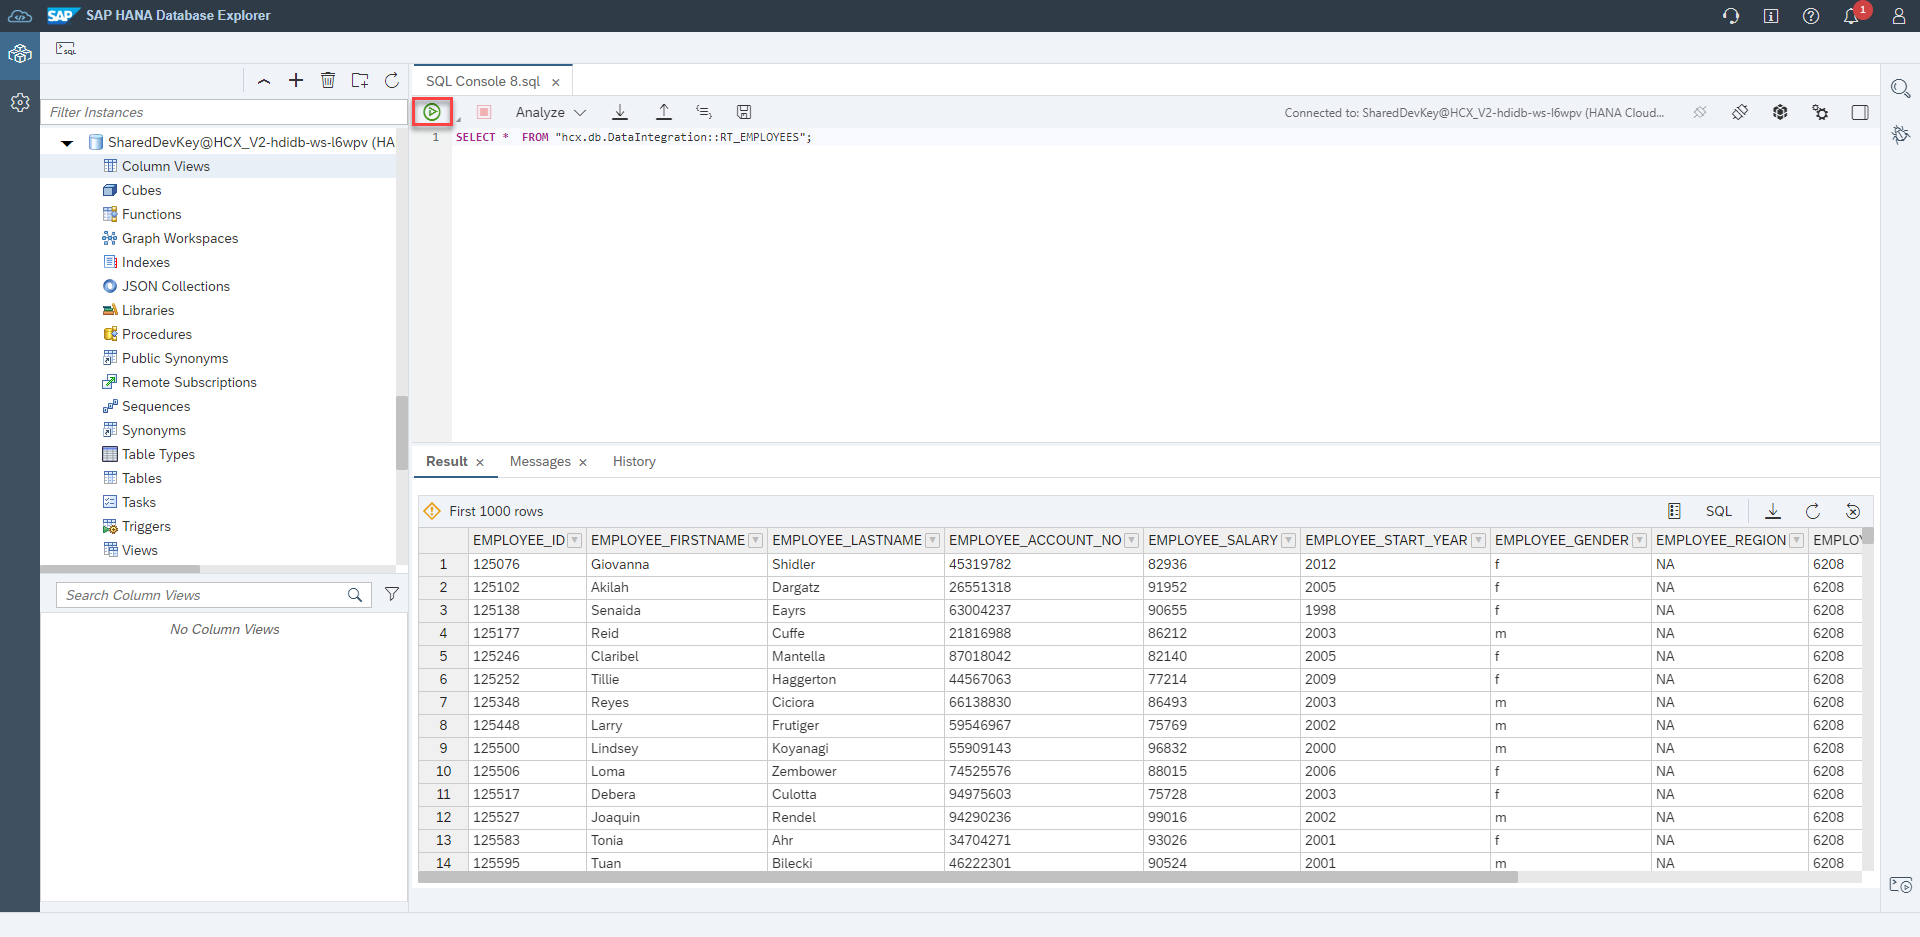 SAP SAP HANA Database Explorer
1
SQL
Filter Instances
SharedDevKey@HCX_V2-hdidb-ws-l6wpv (HA
Column Views
Cubes
Functions
Graph Workspaces
Indexes
JSON Collections
Libraries
Procedures
Public Synonyms
Remote Subscriptions
Sequences
Synonyms
Table Types
Tables
Tasks
Triggers
Views
Search Column Views
No Column Views
SQL Console 8.sql
Analyze
Connected to: SharedDevKey@HCX_V2-hdidb-ws-l6wpv (HANA Cloud...
1 SELECT * FROM "hcx.db.DataIntegration::RT_EMPLOYEES";
Result Messages History
First 1000 rows SQL
EMPLOYEE_ID EMPLOYEE_FIRSTNAME EMPLOYEE_LASTNAME EMPLOYEE_ACCOUNT_NO EMPLOYEE_SALARY EMPLOYEE_START_YEAR EMPLOYEE_GENDER EMPLOYEE_REGION EMPLOY
1 125076 Giovanna Shidler 45319782 82936 2012 f NA 6208
2 125102 Akilah Dargatz 26551318 91952 2005 f NA 6208
3 125138 Senaida Eayrs 63004237 90655 1998 f NA 6208
4 125177 Reid Cuffe 21816988 86212 2003 m NA 6208
5 125246 Claribel Mantella 87018042 82140 2005 f NA 6208
6 125252 Tillie Haggerton 44567063 77214 2009 f NA 6208
7 125348 Reyes Ciciora 66138830 86493 2003 m NA 6208
8 125448 Larry Frutiger 59546967 75769 2002 m NA 6208
9 125500 Lindsey Koyanagi 55909143 96832 2000 m NA 6208
10 125506 Loma Zembower 74525576 88015 2006 f NA 6208
11 125517 Debera Culotta 94975603 75728 2003 f NA 6208
12 125527 Joaquin Rendel 94290236 99016 2002 m NA 6208
13 125583 Tonia Ahr 34704271 93026 2001 f NA 6208
14 125595 Tuan Bilecki 46222301 90524 2001 m NA 6208